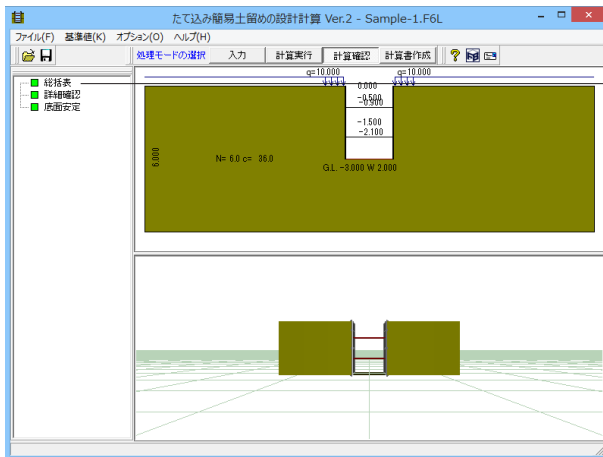 たて込み簡易土留めの設計計算 Ver.2 - Sample-1.F6L
ファイル(F) 基準値(K) オプション(O) ヘルプ(H)
処理モードの選択 入力 計算実行 計算確認 計算書作成 ?
総括表
詳細確認
底面安定
q=10.000 q=10.000
0.000
-0.500
-0.900
-1.500
-2.100
6.000
N= 6.0 c= 36.0
G.L. -3.000 W 2.000